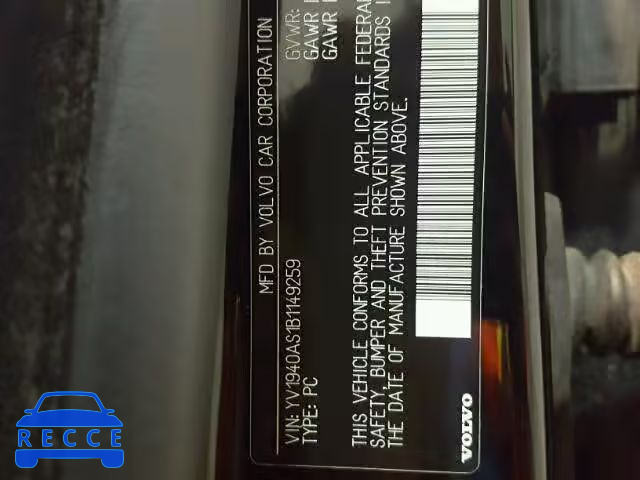 MFD BY VOLVO CAR CORPORATION
GVWR:
GAWR
GAWR
VIN: YV1940AS1B1149259
TYPE: PC
THIS VEHICLE CONFORMS TO ALL APPLICABLE FEDERAL
SAFETY, BUMPER AND THEFT PREVENTION STANDARDS
THE DATE OF MANUFACTURE SHOWN ABOVE.
VOLVO
RECCE